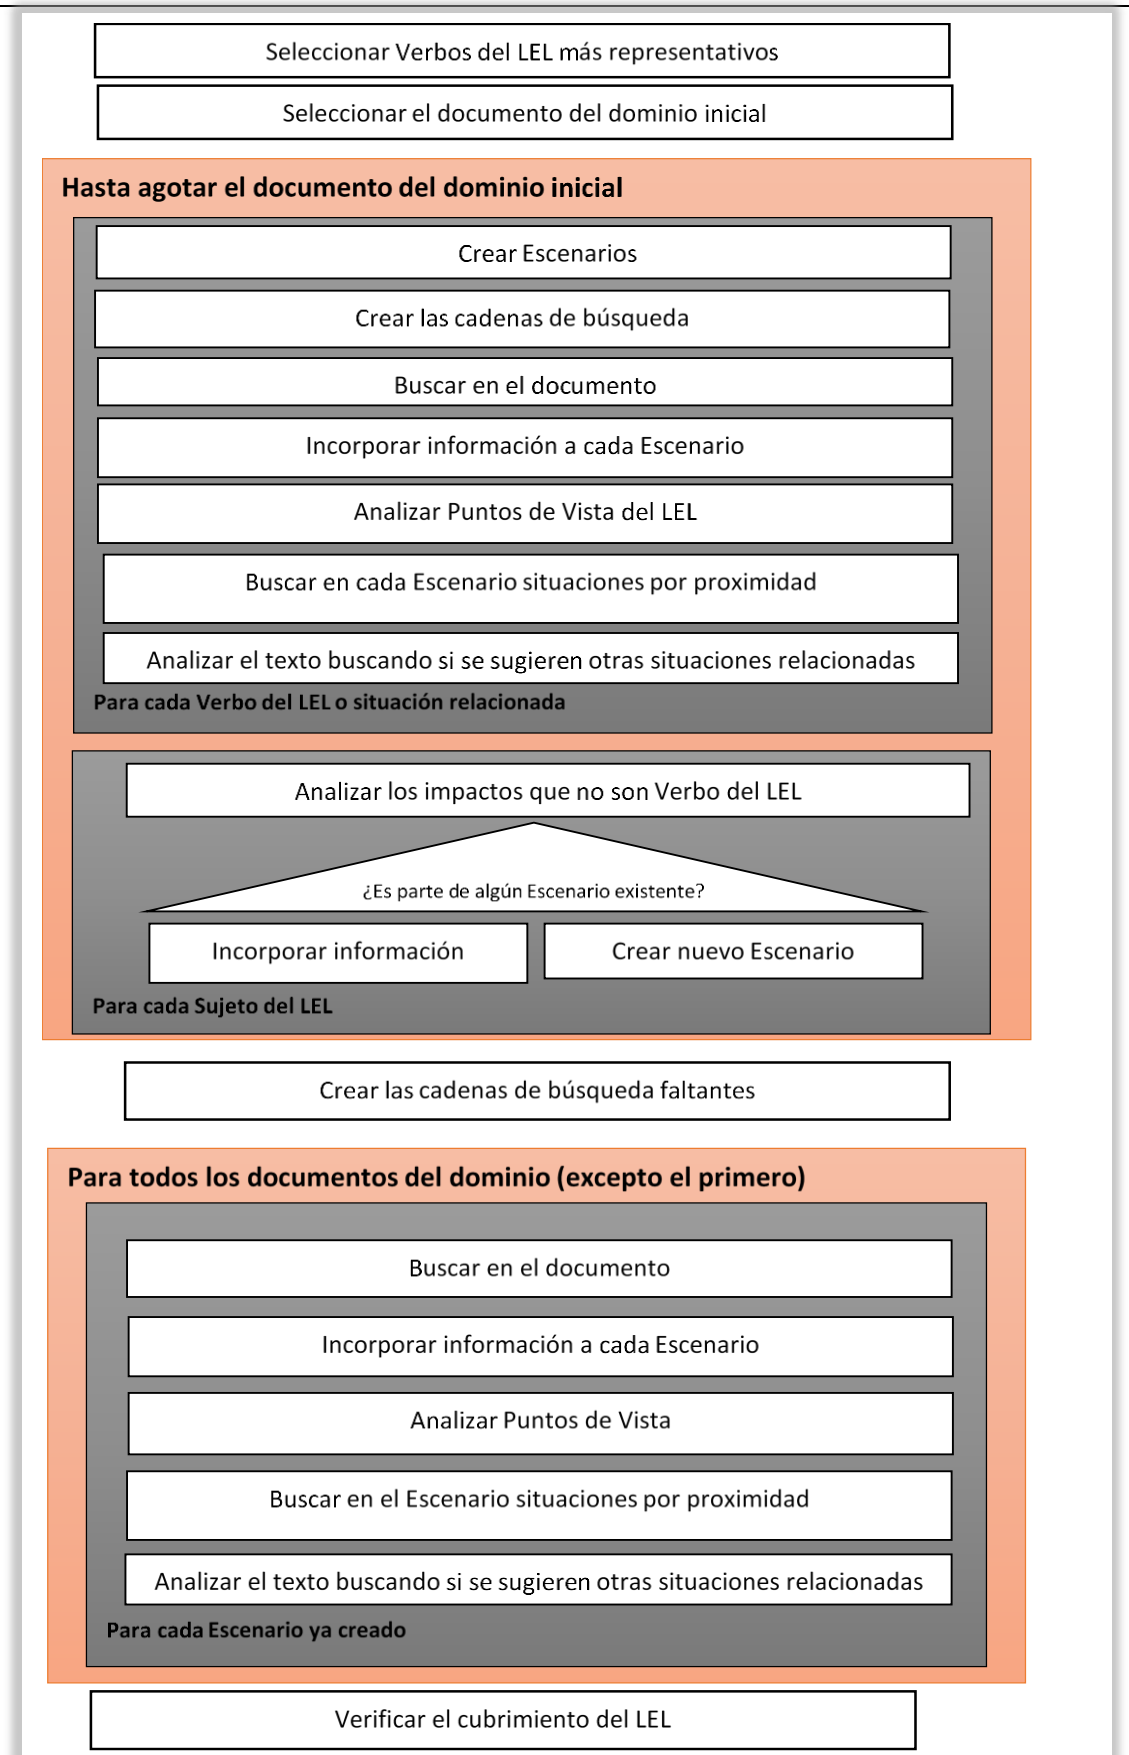 Seleccionar Verbos del LEL más representativos
Seleccionar el documento del dominio inicial
Hasta agotar el documento del dominio inicial
Crear Escenarios
Crear las cadenas de búsqueda
Buscar en el documento
Incorporar información a cada Escenario
Analizar Puntos de Vista del LEL
Buscar en cada Escenario situaciones por proximidad
Analizar el texto buscando si se sugieren otras situaciones relacionadas
Para cada Verbo del LEL o situación relacionada
Analizar los impactos que no son Verbo del LEL
¿Es parte de algún Escenario existente?
Incorporar información
Crear nuevo Escenario
Para cada Sujeto del LEL
Crear las cadenas de búsqueda faltantes
Para todos los documentos del dominio (excepto el primero)
Buscar en el documento
Incorporar información a cada Escenario
Analizar Puntos de Vista
Buscar en el Escenario situaciones por proximidad
Analizar el texto buscando si se sugieren otras situaciones relacionadas
Para cada Escenario ya creado
Verificar el cubrimiento del LEL